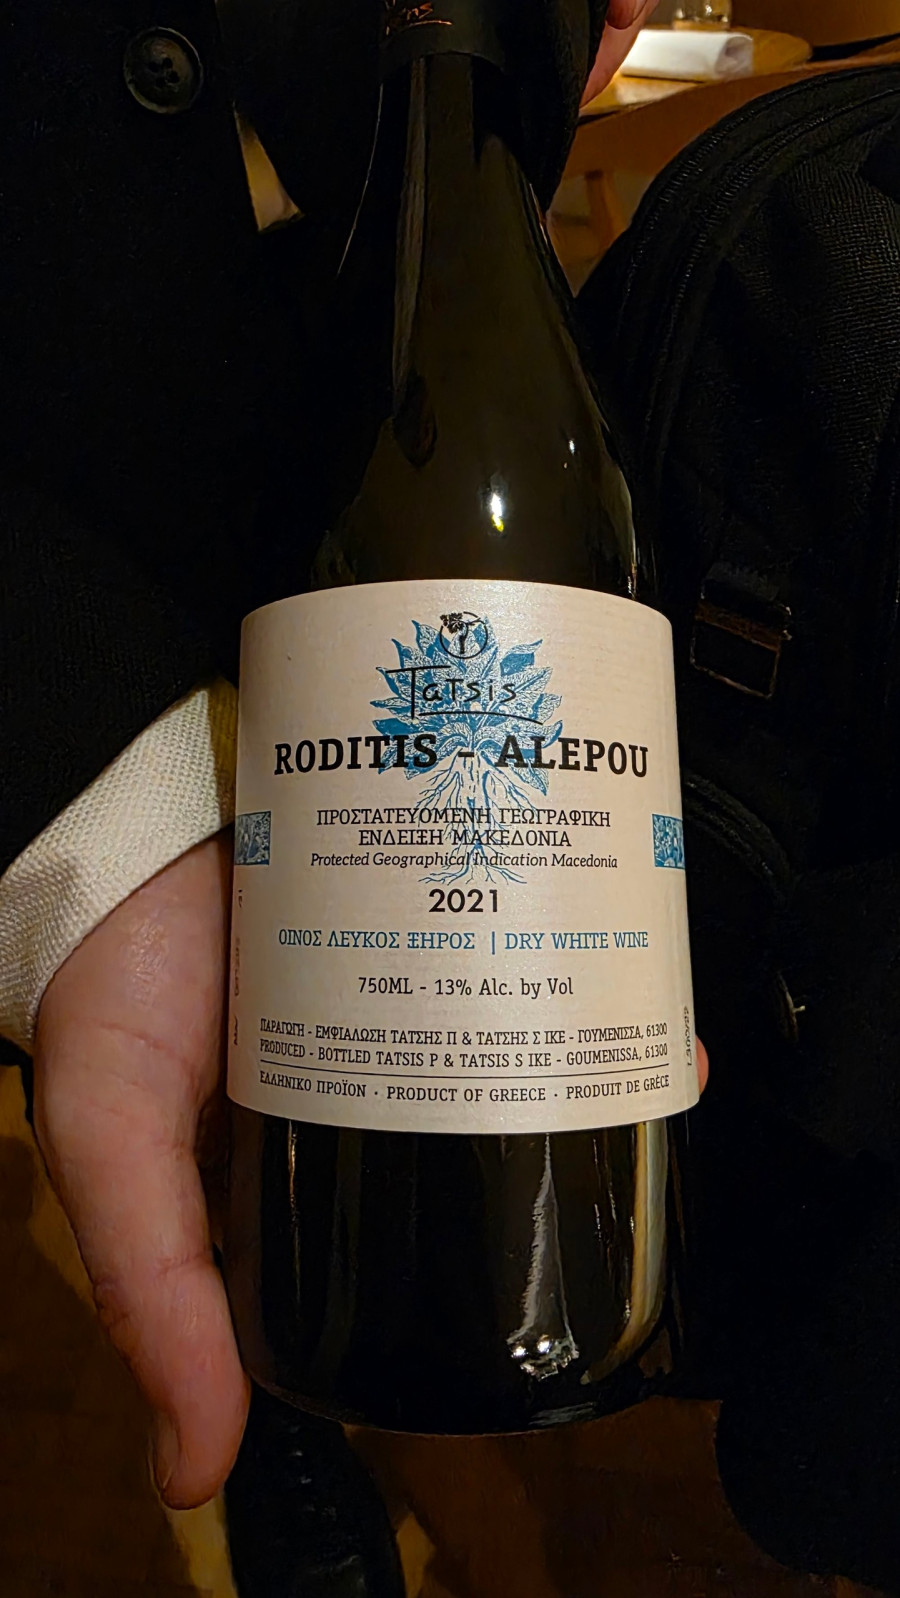 Tatsis
RODITIS - ALEPOU
ΠΡΟΣΤΑΤΕΥΟΜΕΝΗ ΓΕΩΓΡΑΦΙΚΗ
ΕΝΔΕΙΞΗ ΜΑΚΕΔΟΝΙΑ
Protected Geographical Indication Macedonia
2021
ΟΙΝΟΣ ΛΕΥΚΟΣ ΞΗΡΟΣ | DRY WHITE WINE
750ML - 13% Alc. by Vol
ΠΑΡΑΓΩΓΗ - ΕΜΦΙΑΛΩΣΗ ΤΑΤΣΗΣ Π & ΤΑΤΣΗΣ Σ ΙΚΕ - ΓΟΥΜΕΝΙΣΣΑ, 61300
PRODUCED - BOTTLED TATSIS P & TATSIS S IKE - GOUMENISSA, 61300
ΕΛΛΗΝΙΚΟ ΠΡΟΪΟΝ · PRODUCT OF GREECE · PRODUIT DE GRÈCE